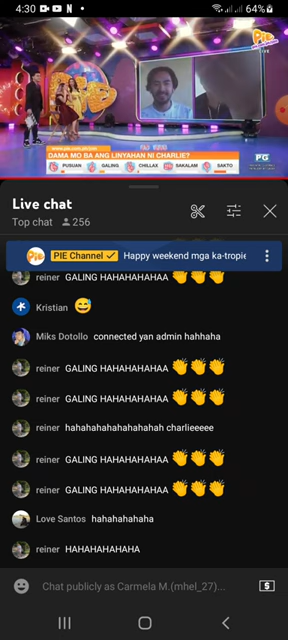 4:30
64%
Pie
LIVE
DAMA MO BA ANG LINYAHAN NI CHARLIE?
PUSUAN GALING CHILLAX SAKALAM SAKTO
PG
Live chat
Top chat 256
Pie PIE Channel Happy weekend mga ka-tropie
reiner GALING HAHAHAHAHAA 👏👏👏
Kristian 😅
Miks Dotollo connected yan admin hahhaha
reiner GALING HAHAHAHAHAA 👏👏👏
reiner GALING HAHAHAHAHAA 👏👏👏
reiner hahahahahahahahah charlieeeee
reiner GALING HAHAHAHAHAA 👏👏👏
reiner GALING HAHAHAHAHAA 👏👏👏
Love Santos hahahahahaha
reiner HAHAHAHAHAHA
Chat publicly as Carmela M.(mhel_27)...